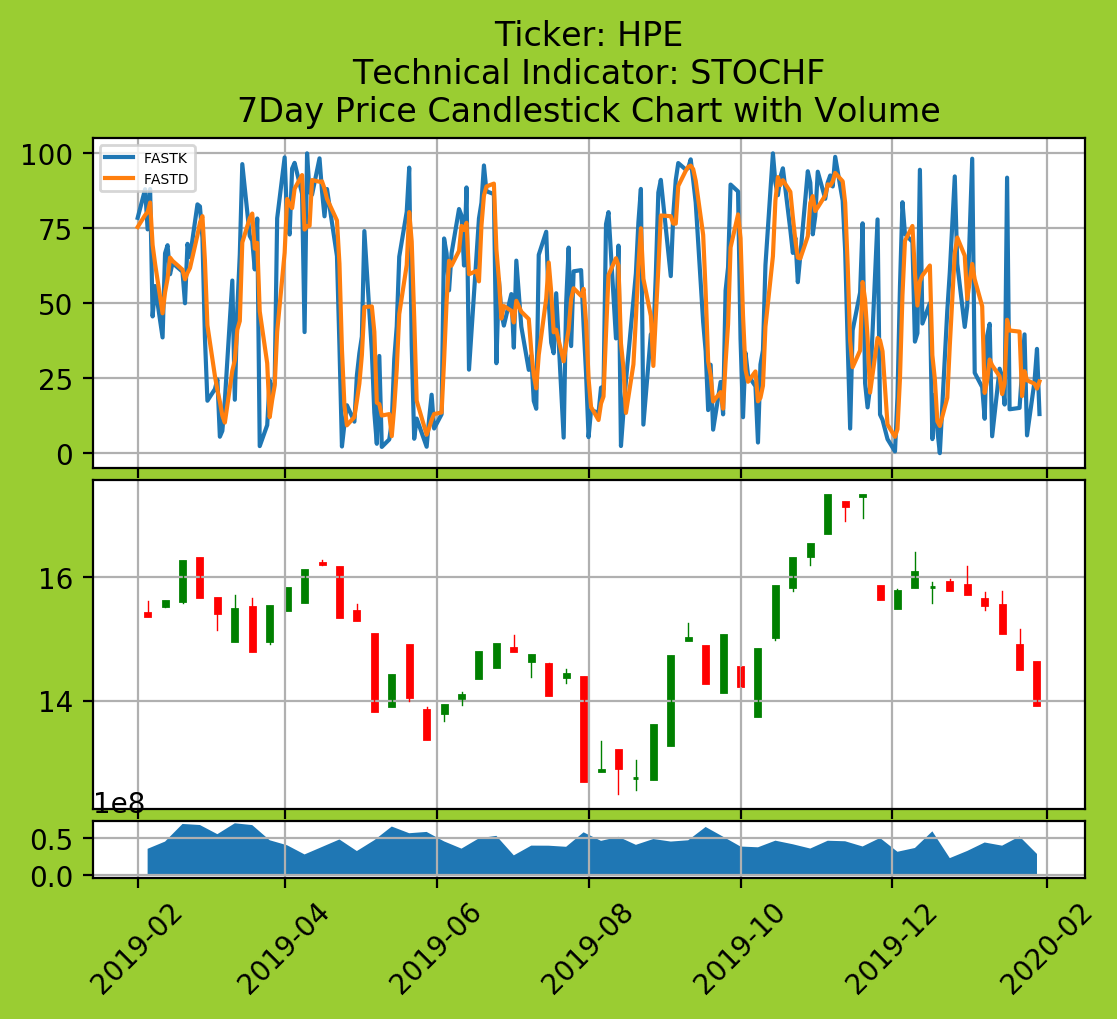 Ticker: HPE
Technical Indicator: STOCHF
7Day Price Candlestick Chart with Volume
100
75
50
25
0
FASTK
FASTD
16
14
1e8
0.5
0.0
2019-02
2019-04
2019-06
2019-08
2019-10
2019-12
2020-02